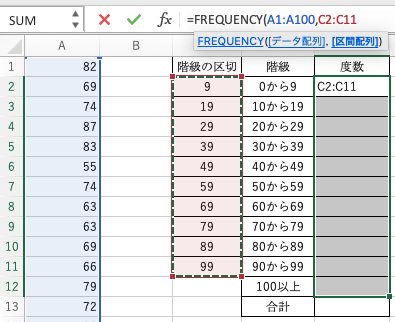 SUM =FREQUENCY(A1:A100,C2:C11
FREQUENCY([データ配列], [区間配列])
A B C D E
1 82 階級の区切 階級 度数
2 69 9 0から9 C2:C11
3 74 19 10から19
4 87 29 20から29
5 83 39 30から39
6 55 49 40から49
7 74 59 50から59
8 63 69 60から69
9 63 79 70から79
10 69 89 80から89
11 66 99 90から99
12 79 100以上
13 72 合計